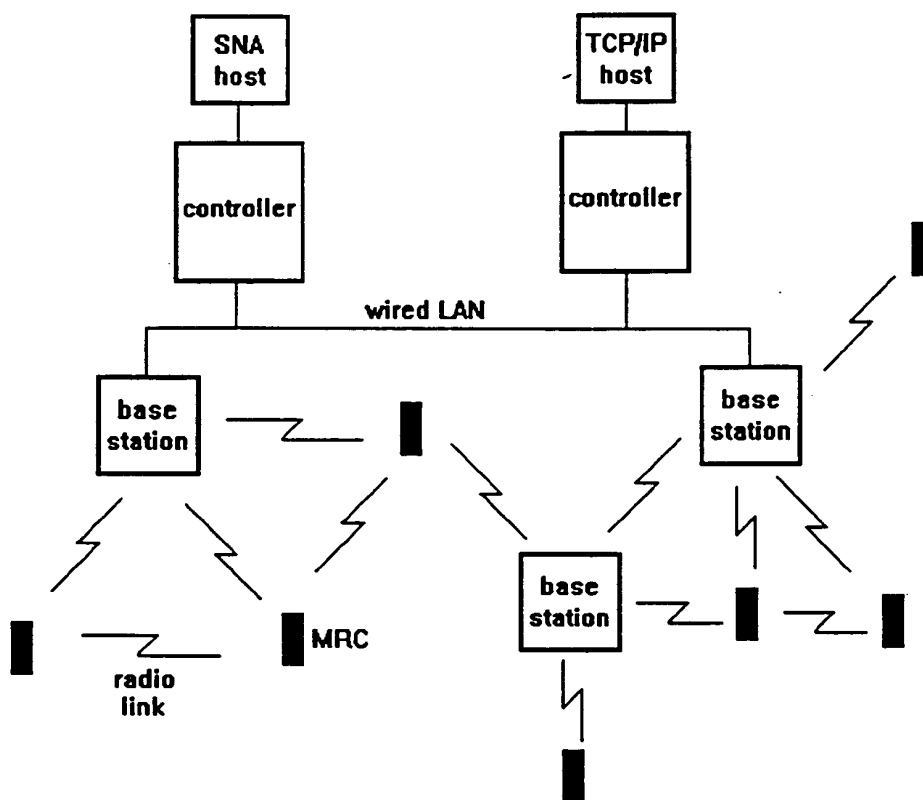 SNA
host
TCP/IP
host
controller
controller
wired LAN
base
station
base
station
base
station
MRC
radio
link